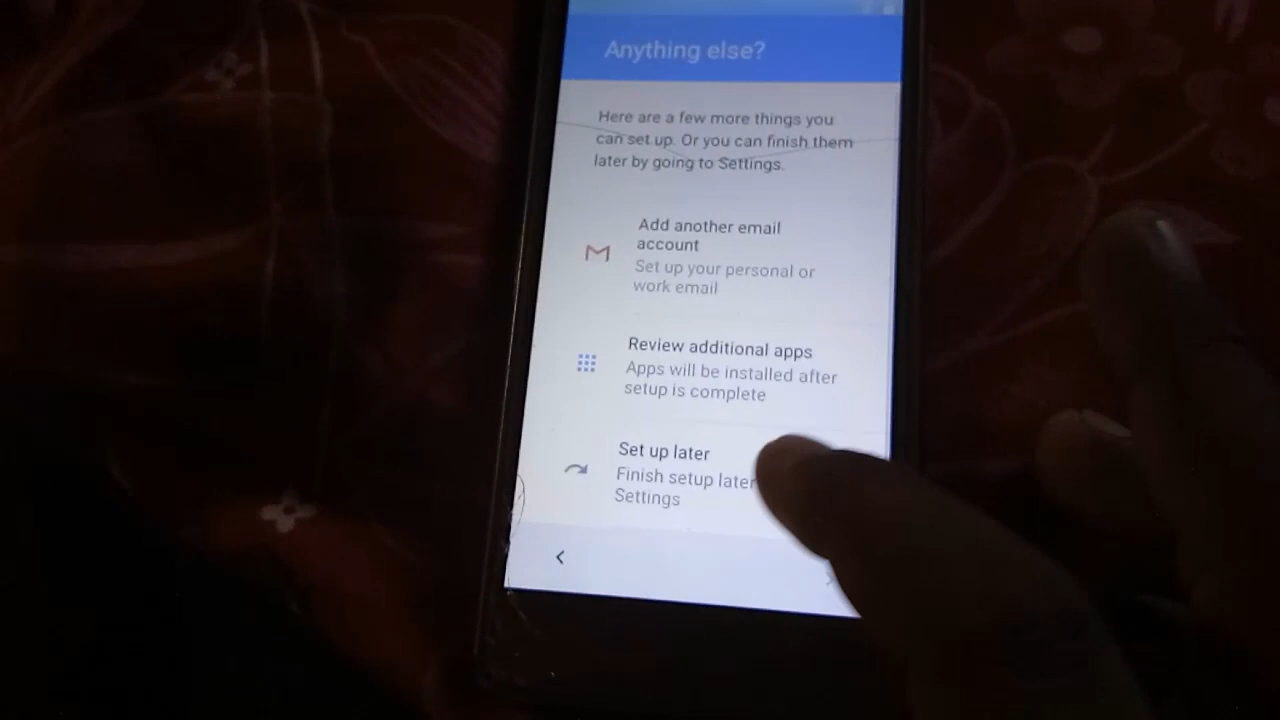 Anything else?
Here are a few more things you
can set up. Or you can finish them
later by going to Settings.
Add another email
account
Set up your personal or
work email
Review additional apps
Apps will be installed after
setup is complete
Set up later
Finish setup later
Settings